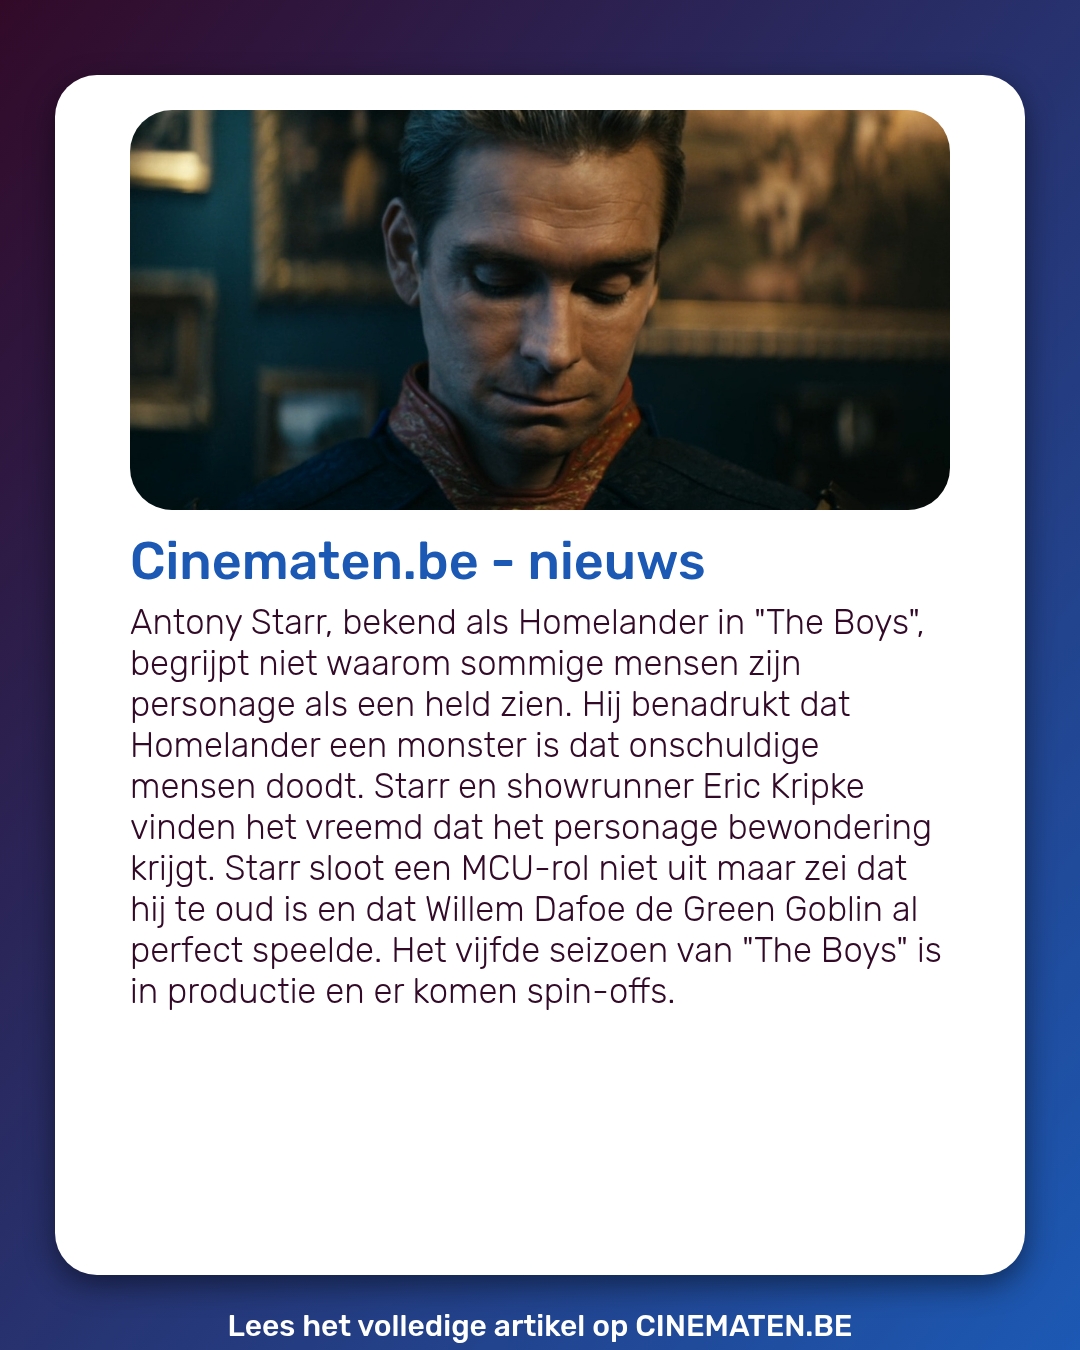 Cinematen.be - nieuws
Antony Starr, bekend als Homelander in "The Boys",
begrijpt niet waarom sommige mensen zijn
personage als een held zien. Hij benadrukt dat
Homelander een monster is dat onschuldige
mensen doodt. Starr en showrunner Eric Kripke
vinden het vreemd dat het personage bewondering
krijgt. Starr sloot een MCU-rol niet uit maar zei dat
hij te oud is en dat Willem Dafoe de Green Goblin al
perfect speelde. Het vijfde seizoen van "The Boys" is
in productie en er komen spin-offs.
Lees het volledige artikel op CINEMATEN.BE